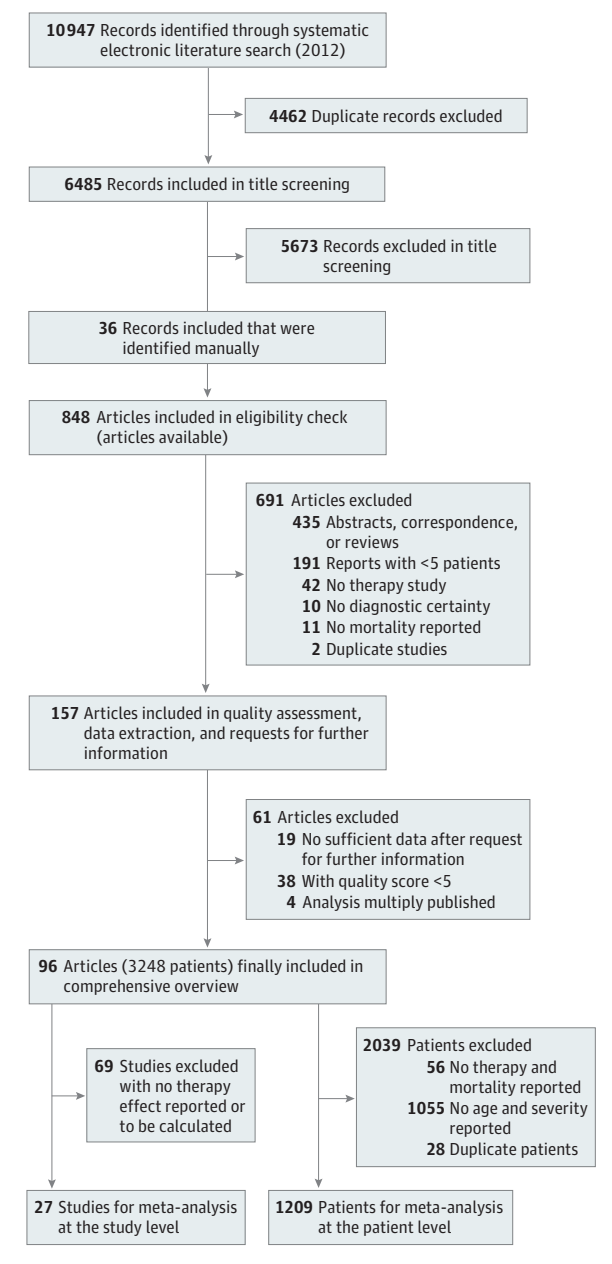 10947 Records identified through systematic
electronic literature search (2012)
4462 Duplicate records excluded
6485 Records included in title screening
5673 Records excluded in title
screening
36 Records included that were
identified manually
848 Articles included in eligibility check
(articles available)
691 Articles excluded
435 Abstracts, correspondence,
or reviews
191 Reports with <5 patients
42 No therapy study
10 No diagnostic certainty
11 No mortality reported
2 Duplicate studies
157 Articles included in quality assessment,
data extraction, and requests for further
information
61 Articles excluded
19 No sufficient data after request
for further information
38 With quality score <5
4 Analysis multiply published
96 Articles (3248 patients) finally included in
comprehensive overview
69 Studies excluded
with no therapy
effect reported or
to be calculated
2039 Patients excluded
56 No therapy and
mortality reported
1055 No age and severity
reported
28 Duplicate patients
27 Studies for meta-analysis
at the study level
1209 Patients for meta-analysis
at the patient level